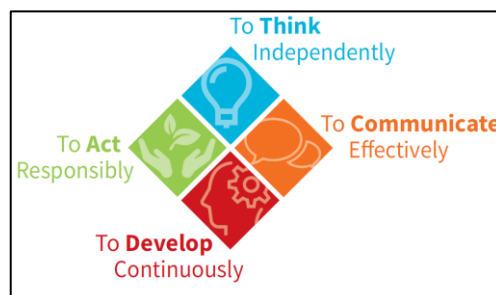 To Think
Independently
To Act
Responsibly
To Communicate
Effectively
To Develop
Continuously